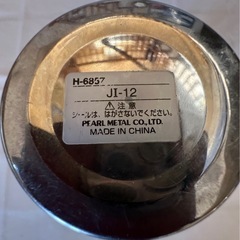 H-6857
JI-12
⚠注意
シールは、はがさないでください。
PEARL METAL CO.,LTD.
MADE IN CHINA